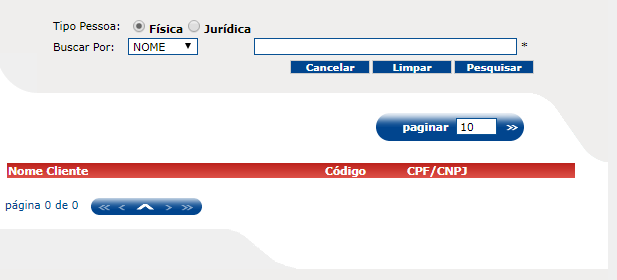 Tipo Pessoa: Física Jurídica
Buscar Por: NOME *
Cancelar Limpar Pesquisar
paginar 10 >>
Nome Cliente Código CPF/CNPJ
página 0 de 0 << < ^ > >>